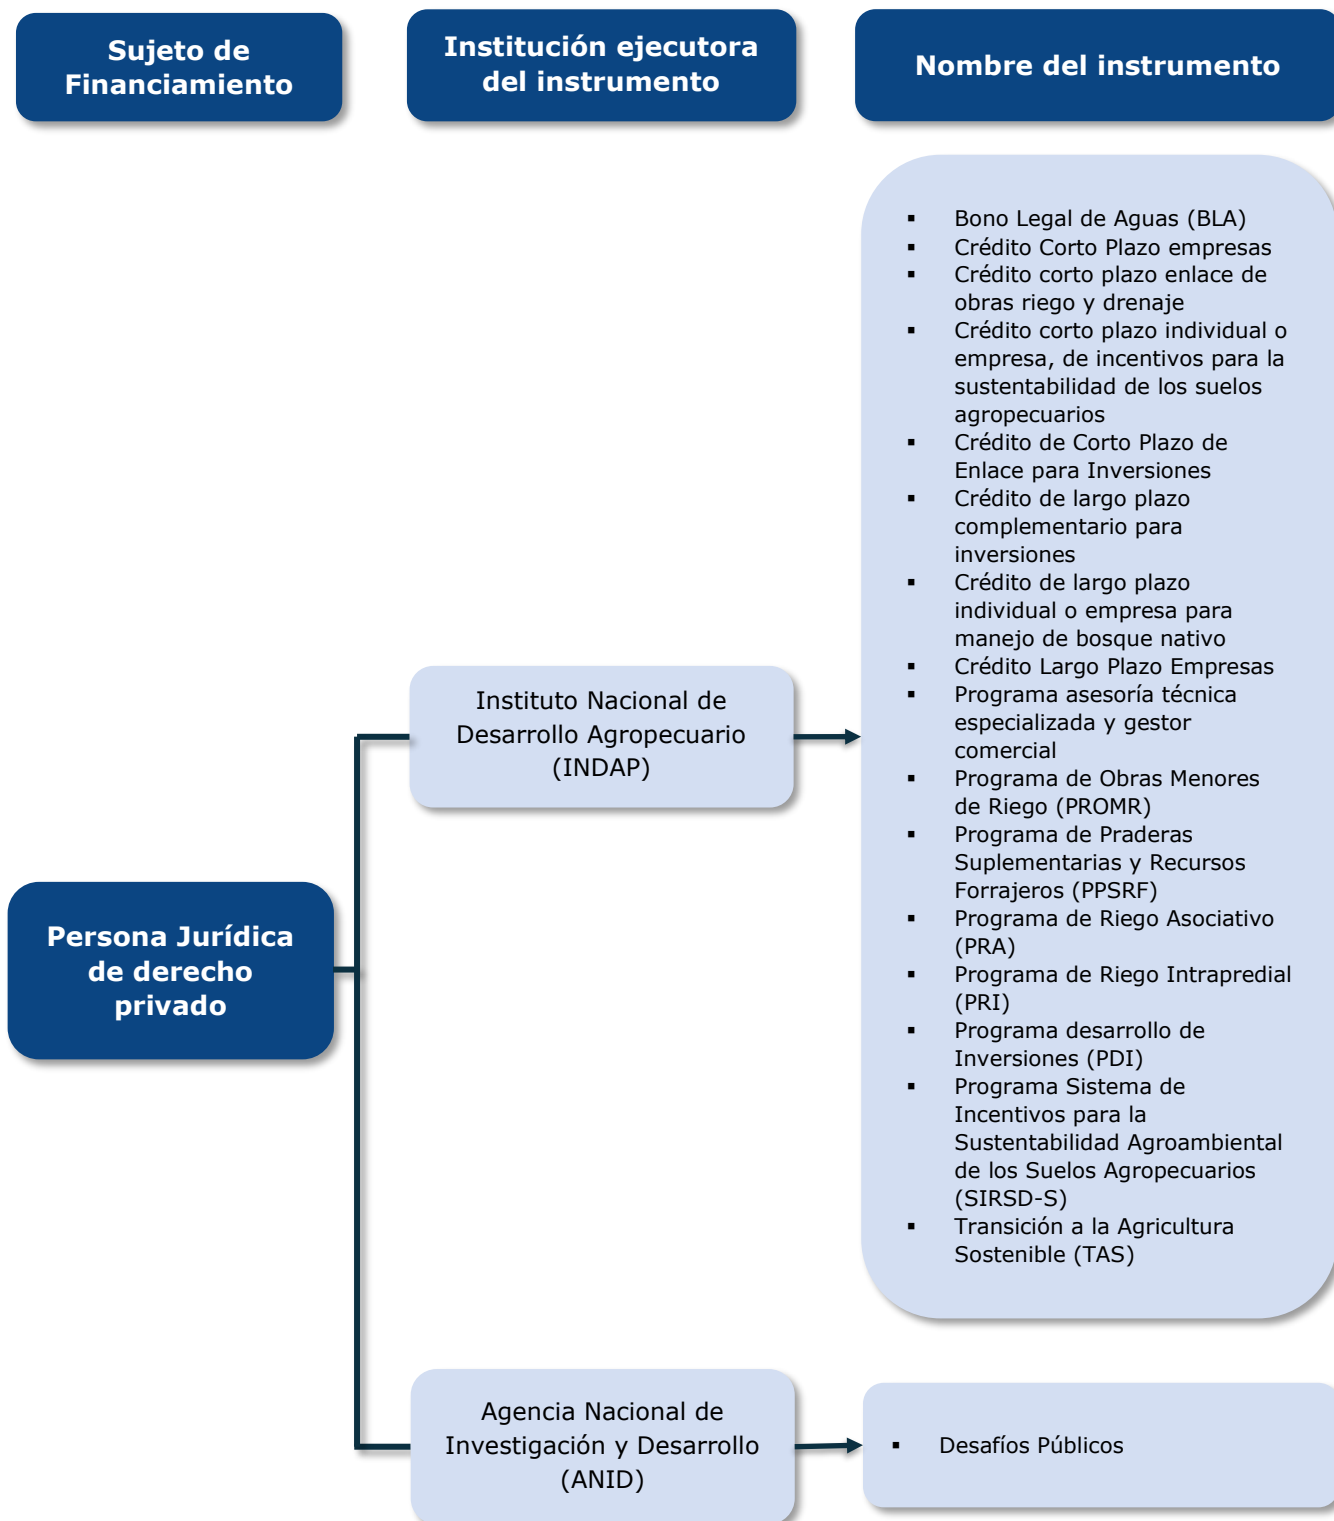 Sujeto de
Financiamiento
Institución ejecutora
del instrumento
Nombre del instrumento
Persona Jurídica
de derecho
privado
Instituto Nacional de
Desarrollo Agropecuario
(INDAP)
▪ Bono Legal de Aguas (BLA)
▪ Crédito Corto Plazo empresas
▪ Crédito corto plazo enlace de
obras riego y drenaje
▪ Crédito corto plazo individual o
empresa, de incentivos para la
sustentabilidad de los suelos
agropecuarios
▪ Crédito de Corto Plazo de
Enlace para Inversiones
▪ Crédito de largo plazo
complementario para
inversiones
▪ Crédito de largo plazo
individual o empresa para
manejo de bosque nativo
▪ Crédito Largo Plazo Empresas
▪ Programa asesoría técnica
especializada y gestor
comercial
▪ Programa de Obras Menores
de Riego (PROMR)
▪ Programa de Praderas
Suplementarias y Recursos
Forrajeros (PPSRF)
▪ Programa de Riego Asociativo
(PRA)
▪ Programa de Riego Intrapredial
(PRI)
▪ Programa desarrollo de
Inversiones (PDI)
▪ Programa Sistema de
Incentivos para la
Sustentabilidad Agroambiental
de los Suelos Agropecuarios
(SIRSD-S)
▪ Transición a la Agricultura
Sostenible (TAS)
Agencia Nacional de
Investigación y Desarrollo
(ANID)
▪ Desafíos Públicos